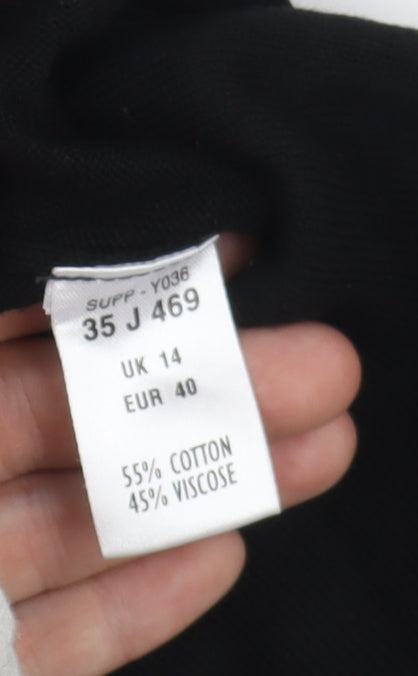 SUPP - Y036
35 J 469
UK 14
EUR 40
55% COTTON
45% VISCOSE